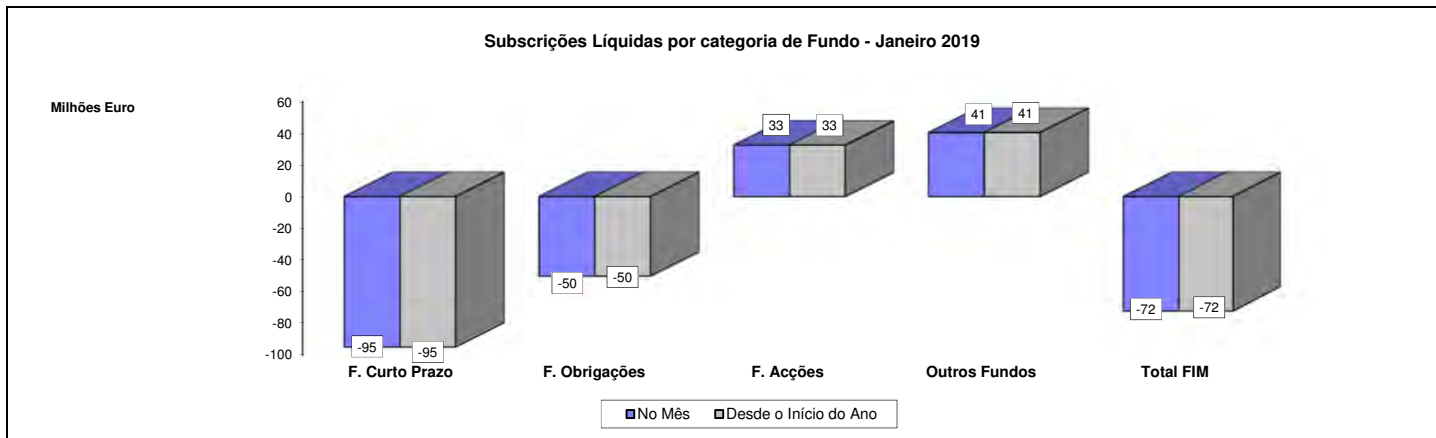 Subscrições Líquidas por categoria de Fundo - Janeiro 2019
Milhões Euro
60
40
20
0
-20
-40
-60
-80
-100
-95
-95
-50
-50
33
33
41
41
-72
-72
F. Curto Prazo
F. Obrigações
F. Acções
Outros Fundos
Total FIM
No Mês
Desde o Início do Ano